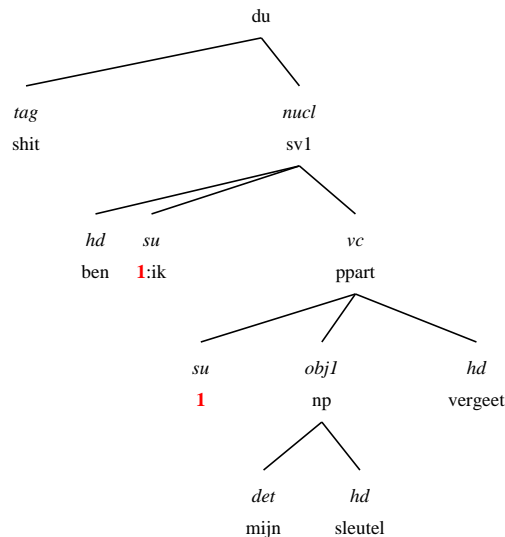 du
tag nucl
shit sv1
hd su vc
ben 1:ik ppart
su obj1 hd
1 np vergeet
det hd
mijn sleutel